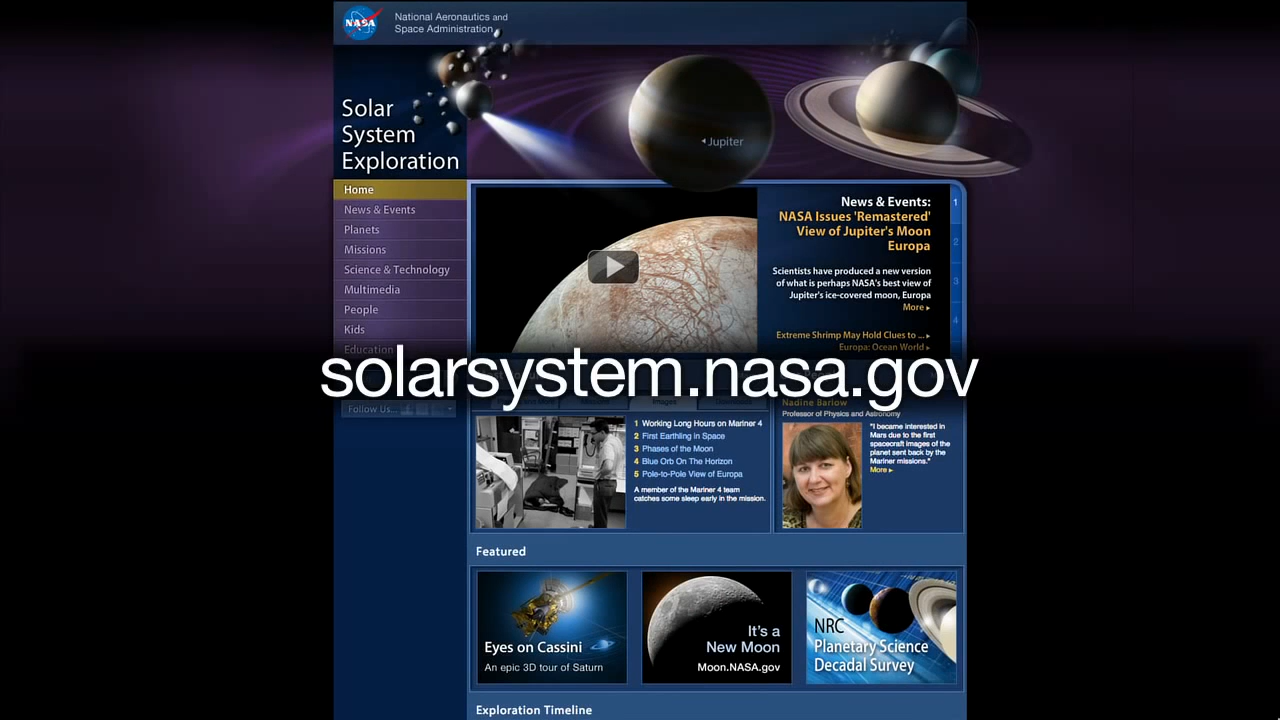 NASA
National Aeronautics and
Space Administration
Solar
System
Exploration
Jupiter
Home
News & Events
Planets
Missions
Science & Technology
Multimedia
People
Kids
Education
Follow Us...
News & Events:
NASA Issues 'Remastered'
View of Jupiter's Moon
Europa
Scientists have produced a new version
of what is perhaps NASA's best view of
Jupiter's ice-covered moon, Europa
More
Extreme Shrimp May Hold Clues to ...
Europa: Ocean World
1
2
3
4
solarsystem.nasa.gov
Images
1 Working Long Hours on Mariner 4
2 First Earthling in Space
3 Phases of the Moon
4 Blue Orb On The Horizon
5 Pole-to-Pole View of Europa
A member of the Mariner 4 team
catches some sleep early in the mission.
Nadine Barlow
Professor of Physics and Astronomy
"I became interested in
Mars due to the first
spacecraft images of the
planet sent back by the
Mariner missions."
More
Featured
Eyes on Cassini
An epic 3D tour of Saturn
It's a
New Moon
Moon.NASA.gov
NRC
Planetary Science
Decadal Survey
Exploration Timeline